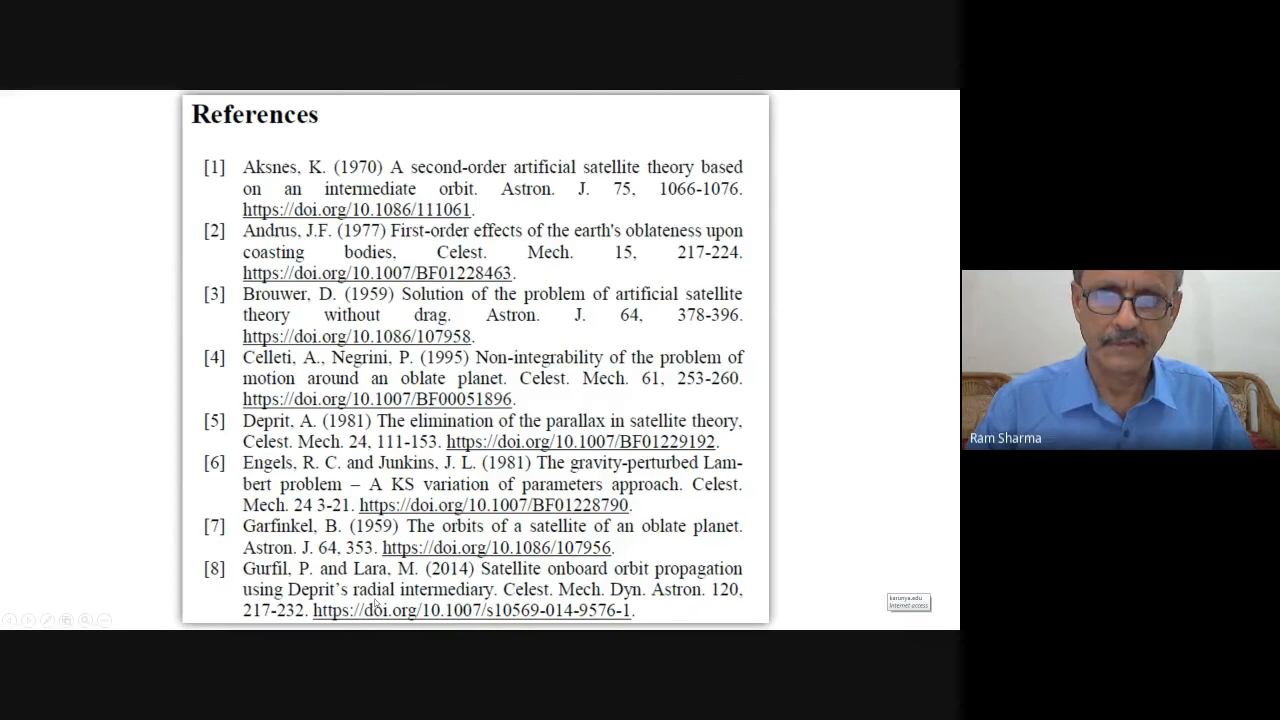 References
[1] Aksnes, K. (1970) A second-order artificial satellite theory based
on an intermediate orbit. Astron. J. 75, 1066-1076.
https://doi.org/10.1086/111061.
[2] Andrus, J.F. (1977) First-order effects of the earth's oblateness upon
coasting bodies, Celest. Mech. 15, 217-224.
https://doi.org/10.1007/BF01228463.
[3] Brouwer, D. (1959) Solution of the problem of artificial satellite
theory without drag. Astron. J. 64, 378-396.
https://doi.org/10.1086/107958.
[4] Celleti, A., Negrini, P. (1995) Non-integrability of the problem of
motion around an oblate planet. Celest. Mech. 61, 253-260.
https://doi.org/10.1007/BF00051896.
[5] Deprit, A. (1981) The elimination of the parallax in satellite theory,
Celest. Mech. 24, 111-153. https://doi.org/10.1007/BF01229192.
[6] Engels, R. C. and Junkins, J. L. (1981) The gravity-perturbed Lam-
bert problem – A KS variation of parameters approach. Celest.
Mech. 24 3-21. https://doi.org/10.1007/BF01228790.
[7] Garfinkel, B. (1959) The orbits of a satellite of an oblate planet.
Astron. J. 64, 353. https://doi.org/10.1086/107956.
[8] Gurfil, P. and Lara, M. (2014) Satellite onboard orbit propagation
using Deprit’s radial intermediary. Celest. Mech. Dyn. Astron. 120,
217-232. https://doi.org/10.1007/s10569-014-9576-1.
karunya.edu
Internet access
Ram Sharma